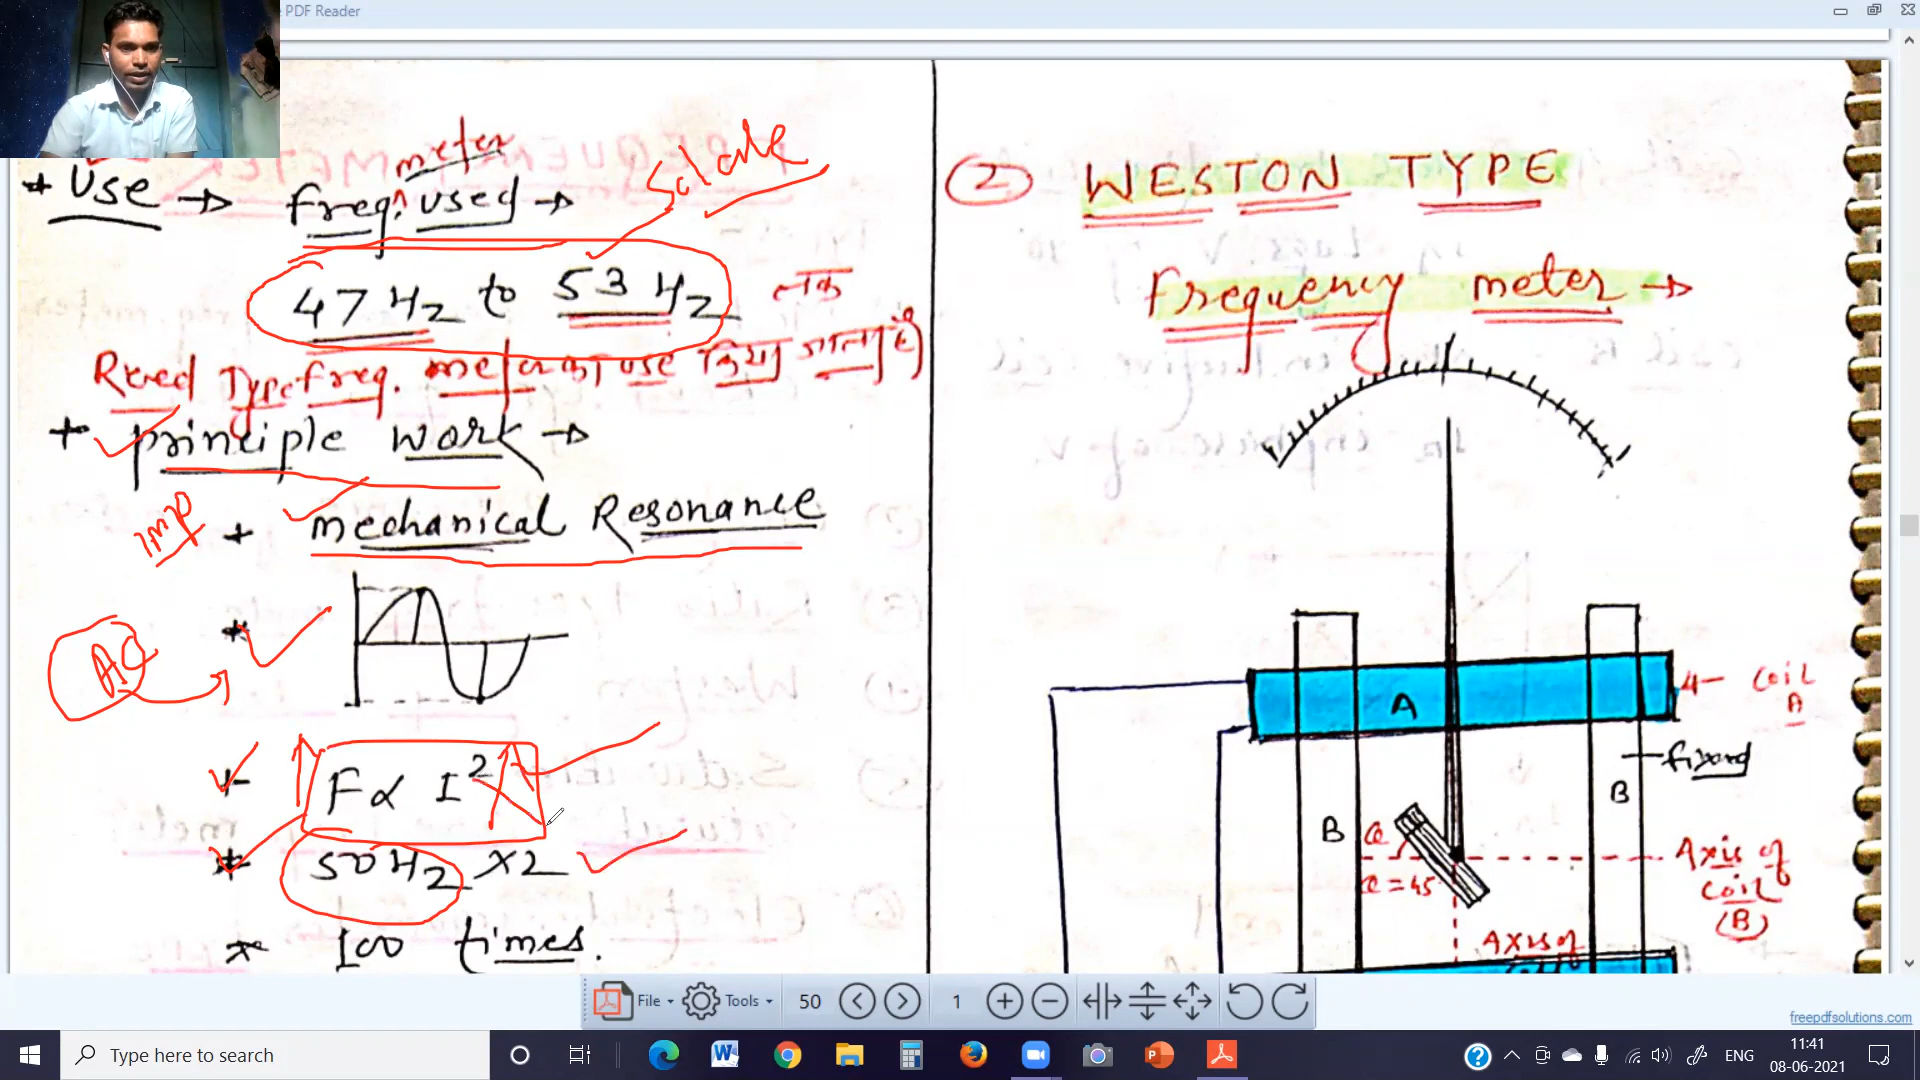 PDF Reader
meter
Scale
+ Use → freq. used →
47 Hz to 53 Hz तक
Reed Type freq. meter का use किया जाता है
+ principle work →
Imp + mechanical Resonance
AC
F ∝ I²
* 50 Hz X2
* 100 times.
② WESTON TYPE
Frequency meter →
A
Coil
A
fixed
B
B
α
α = 45
Axis of
Coil
(B)
Axis of
File
Tools
50
1
freepdfsolutions.com
Type here to search
ENG
11:41
08-06-2021